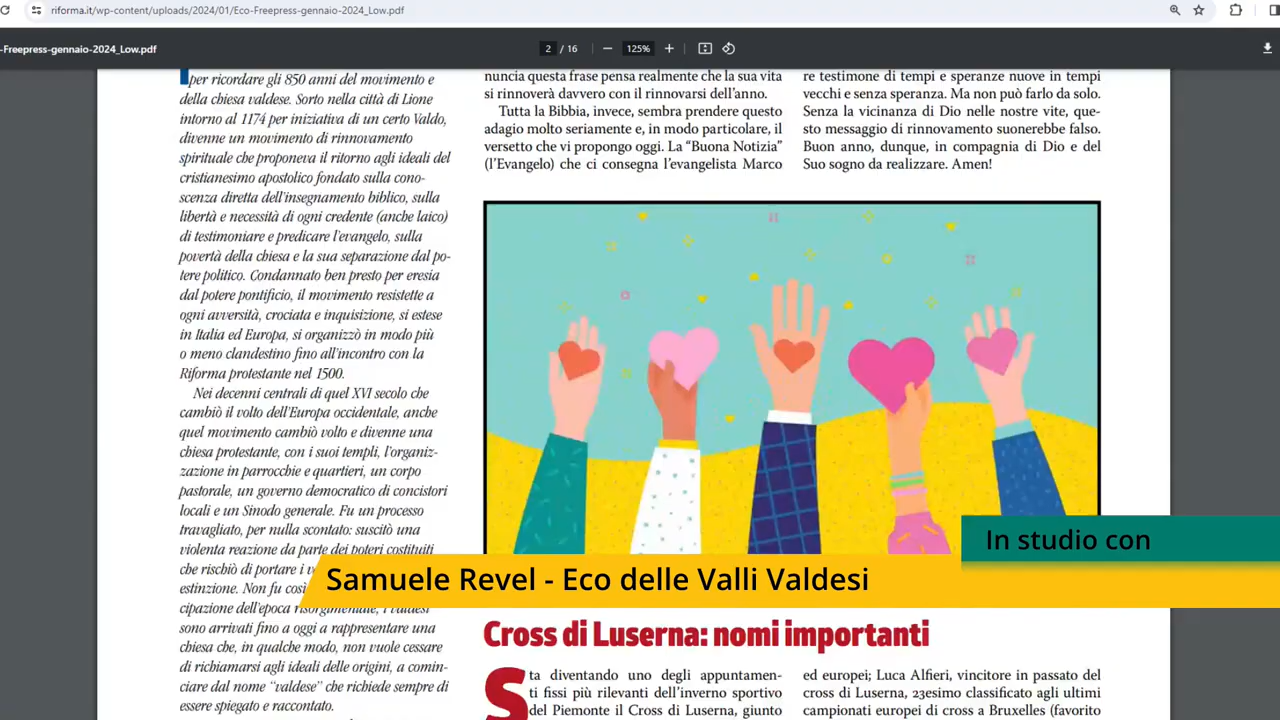 riforma.it/wp-content/uploads/2024/01/Eco-Freepress-gennaio-2024_Low.pdf
-Freepress-gennaio-2024_Low.pdf
2 / 16
125%
per ricordare gli 850 anni del movimento e
della chiesa valdese. Sorto nella città di Lione
intorno al 1174 per iniziativa di un certo Valdo,
divenne un movimento di rinnovamento
spirituale che proponeva il ritorno agli ideali del
cristianesimo apostolico fondato sulla cono-
scenza diretta dell'insegnamento biblico, sulla
libertà e necessità di ogni credente (anche laico)
di testimoniare e predicare l'evangelo, sulla
povertà della chiesa e la sua separazione dal po-
tere politico. Condannato ben presto per eresia
dal potere pontificio, il movimento resistette a
ogni avversità, crociata e inquisizione, si estese
in Italia ed Europa, si organizzò in modo più
o meno clandestino fino all'incontro con la
Riforma protestante nel 1500.
Nei decenni centrali di quel XVI secolo che
cambiò il volto dell'Europa occidentale, anche
quel movimento cambiò volto e divenne una
chiesa protestante, con i suoi templi, l'organiz-
zazione in parrocchie e quartieri, un corpo
pastorale, un governo democratico di concistori
locali e un Sinodo generale. Fu un processo
travagliato, per nulla scontato: suscitò una
violenta reazione da parte dei poteri costituiti
che rischiò di portare i
estinzione. Non fu così
cipazione dell'epoca risorgimentale, i valdesi
sono arrivati fino a oggi a rappresentare una
chiesa che, in qualche modo, non vuole cessare
di richiamarsi agli ideali delle origini, a comin-
ciare dal nome "valdese" che richiede sempre di
essere spiegato e raccontato.
nuncia questa frase pensa realmente che la sua vita
si rinnoverà davvero con il rinnovarsi dell'anno.
Tutta la Bibbia, invece, sembra prendere questo
adagio molto seriamente e, in modo particolare, il
versetto che vi propongo oggi. La "Buona Notizia"
(l'Evangelo) che ci consegna l'evangelista Marco
re testimone di tempi e speranze nuove in tempi
vecchi e senza speranza. Ma non può farlo da solo.
Senza la vicinanza di Dio nelle nostre vite, que-
sto messaggio di rinnovamento suonerebbe falso.
Buon anno, dunque, in compagnia di Dio e del
Suo sogno da realizzare. Amen!
In studio con
Samuele Revel - Eco delle Valli Valdesi
Cross di Luserna: nomi importanti
Sta diventando uno degli appuntamen-
ti fissi più rilevanti dell'inverno sportivo
del Piemonte il Cross di Luserna, giunto
ed europei; Luca Alfieri, vincitore in passato del
cross di Luserna, 23esimo classificato agli ultimi
campionati europei di cross a Bruxelles (favorito